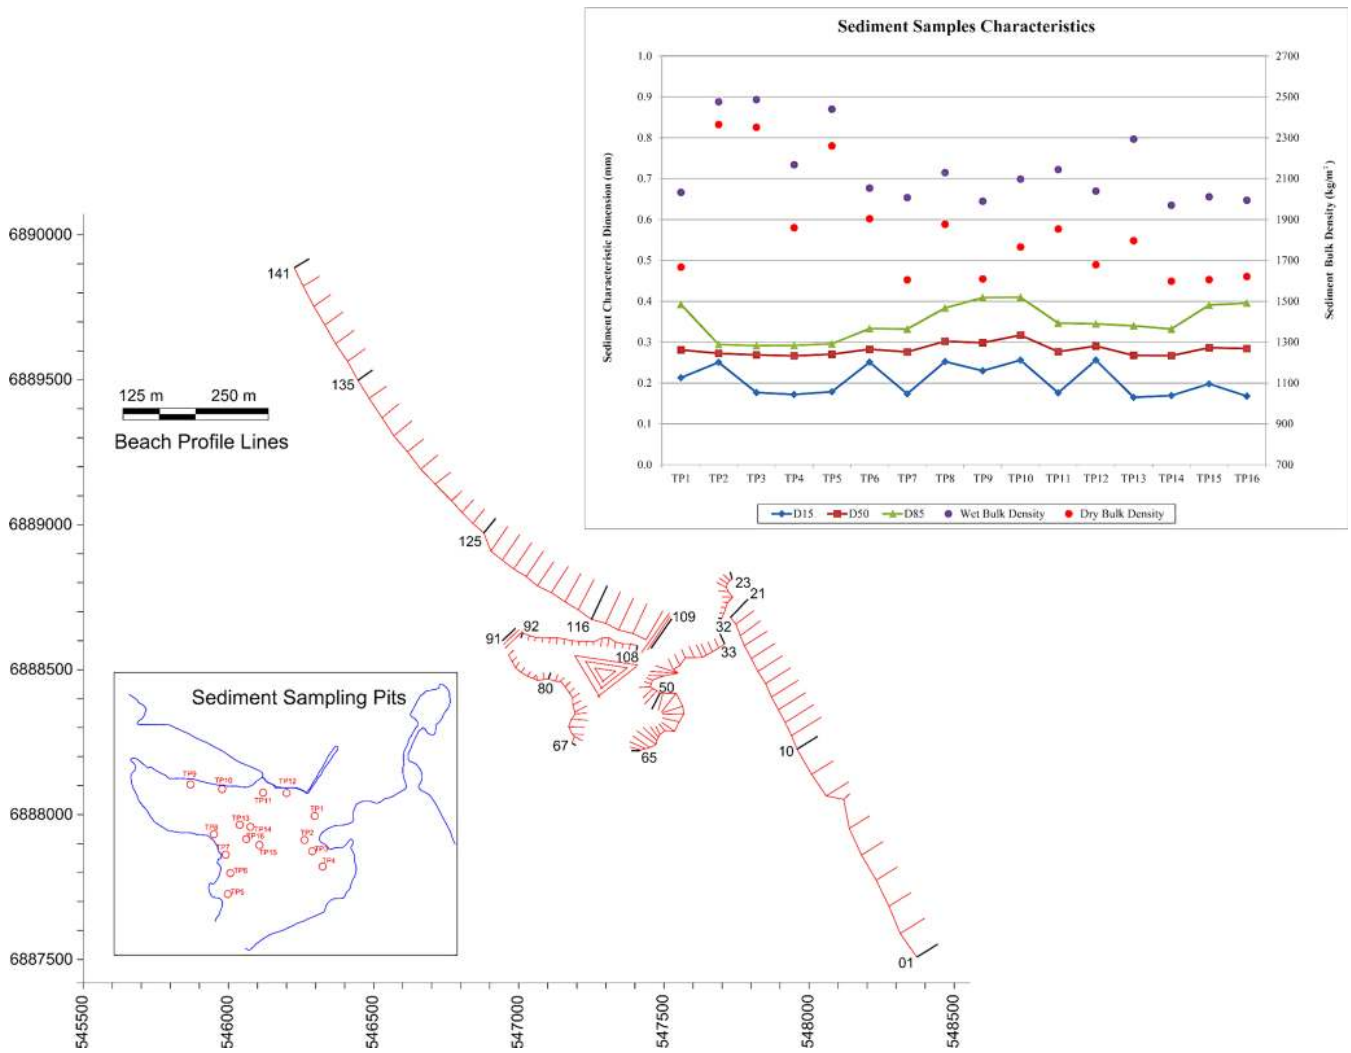 Sediment Samples Characteristics
1.0
0.9
0.8
0.7
0.6
0.5
0.4
0.3
0.2
0.1
0.0
Sediment Characteristic Dimension (mm)
2700
2500
2300
2100
1900
1700
1500
1300
1100
900
700
Sediment Bulk Density (kg/m³)
TP1 TP2 TP3 TP4 TP5 TP6 TP7 TP8 TP9 TP10 TP11 TP12 TP13 TP14 TP15 TP16
D15 D50 D85 Wet Bulk Density Dry Bulk Density
6890000
6889500
6889000
6888500
6888000
6887500
545500 546000 546500 547000 547500 548000 548500
125 m 250 m
Beach Profile Lines
141
135
125
116
109
108
92
91
80
67
65
50
33
32
23
21
10
01
Sediment Sampling Pits
TP9
TP10
TP11
TP12
TP1
TP13
TP14
TP2
TP8
TP16
TP15
TP3
TP7
TP4
TP6
TP5